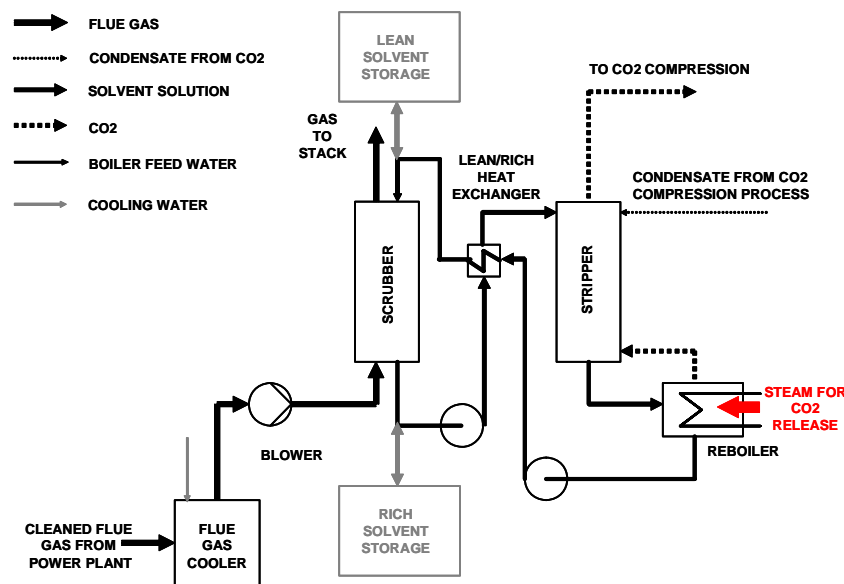 FLUE GAS
CONDENSATE FROM CO2
SOLVENT SOLUTION
CO2
BOILER FEED WATER
COOLING WATER
LEAN
SOLVENT
STORAGE
GAS
TO
STACK
LEAN/RICH
HEAT
EXCHANGER
TO CO2 COMPRESSION
CONDENSATE FROM CO2
COMPRESSION PROCESS
SCRUBBER
STRIPPER
STEAM FOR
CO2
RELEASE
REBOILER
BLOWER
RICH
SOLVENT
STORAGE
CLEANED FLUE
GAS FROM
POWER PLANT
FLUE
GAS
COOLER